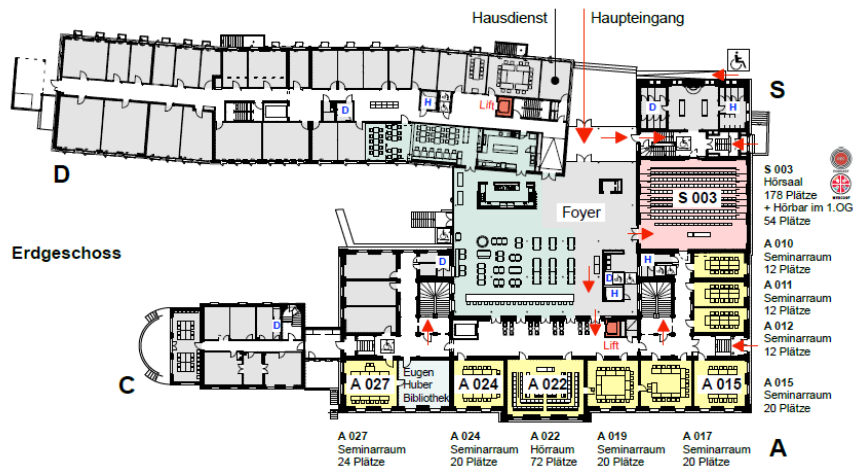 Hausdienst
Haupteingang
S
D
H
D
H
Lift
D
S 003
Hörsaal
178 Plätze
+ Hörbar im 1.OG
54 Plätze
S 003
Foyer
Erdgeschoss
A 010
Seminarraum
12 Plätze
D
H
D
H
A 011
Seminarraum
12 Plätze
D
A 012
Seminarraum
12 Plätze
Lift
C
A 027
Eugen
Huber
Bibliothek
A 024
A 022
A 015
A 015
Seminarraum
20 Plätze
A 027
Seminarraum
24 Plätze
A 024
Seminarraum
20 Plätze
A 022
Hörraum
72 Plätze
A 019
Seminarraum
20 Plätze
A 017
Seminarraum
20 Plätze
A